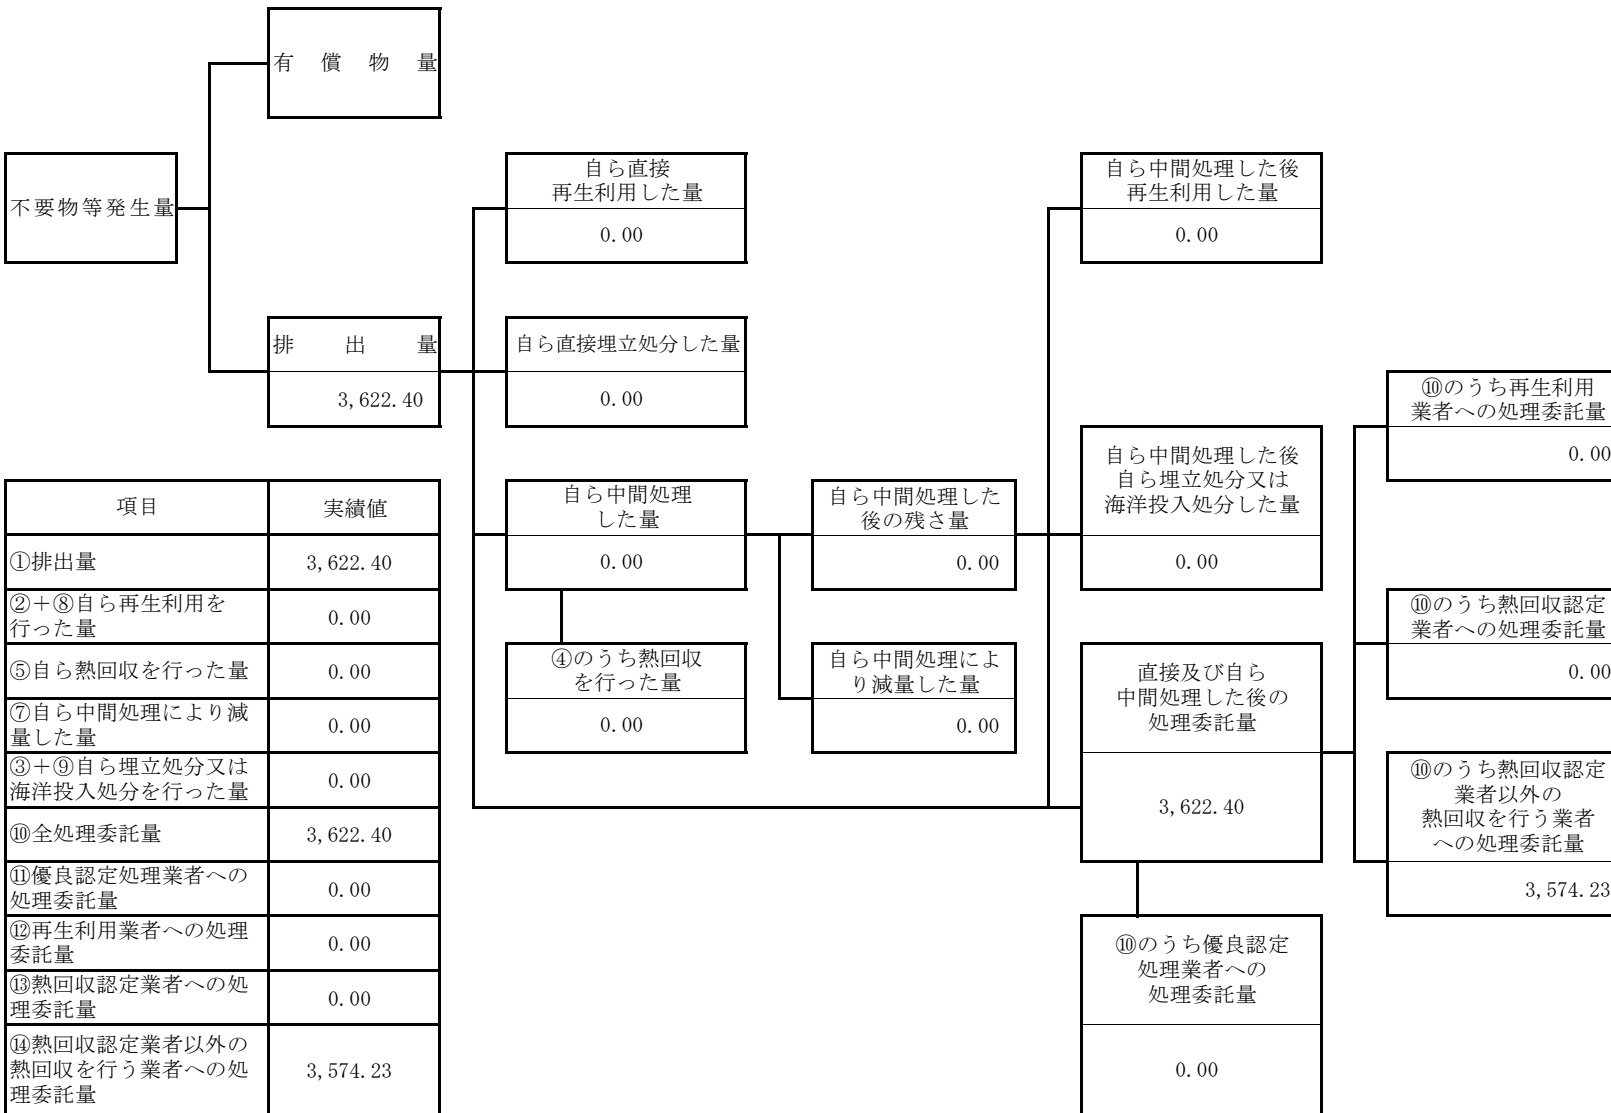 有償物量
不要物等発生量
排出量
3,622.40
自ら直接
再生利用した量
0.00
自ら直接埋立処分した量
0.00
自ら中間処理
した量
0.00
④のうち熱回収
を行った量
0.00
自ら中間処理した
後の残さ量
0.00
自ら中間処理によ
り減量した量
0.00
自ら中間処理した後
再生利用した量
0.00
自ら中間処理した後
自ら埋立処分又は
海洋投入処分した量
0.00
直接及び自ら
中間処理した後の
処理委託量
3,622.40
⑩のうち優良認定
処理業者への
処理委託量
0.00
⑩のうち再生利用
業者への処理委託量
0.00
⑩のうち熱回収認定
業者への処理委託量
0.00
⑩のうち熱回収認定
業者以外の
熱回収を行う業者
への処理委託量
3,574.23
項目 実績値
①排出量 3,622.40
②+⑧自ら再生利用を
行った量 0.00
⑤自ら熱回収を行った量 0.00
⑦自ら中間処理により減
量した量 0.00
③+⑨自ら埋立処分又は
海洋投入処分を行った量 0.00
⑩全処理委託量 3,622.40
⑪優良認定処理業者への
処理委託量 0.00
⑫再生利用業者への処理
委託量 0.00
⑬熱回収認定業者への処
理委託量 0.00
⑭熱回収認定業者以外の
熱回収を行う業者への処
理委託量 3,574.23